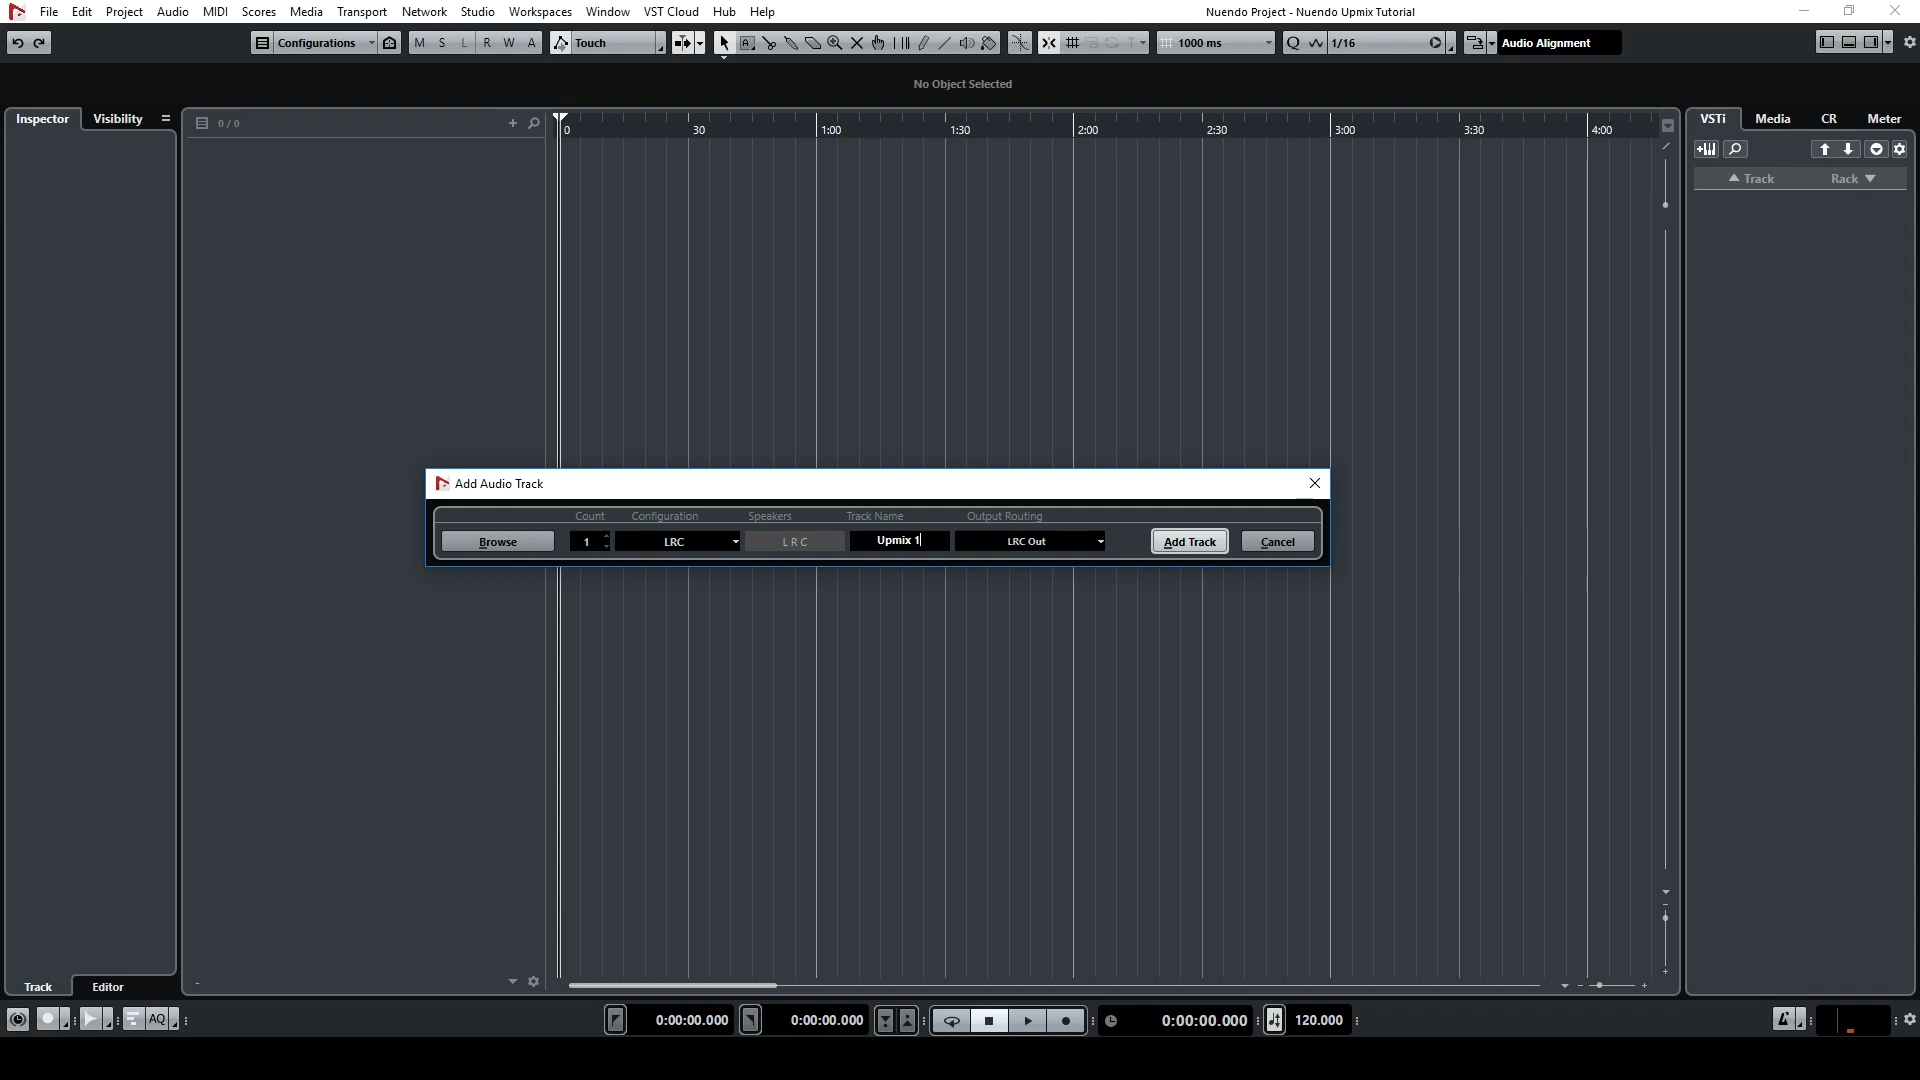 File Edit Project Audio MIDI Scores Media Transport Network Studio Workspaces Window VST Cloud Hub Help Nuendo Project - Nuendo Upmix Tutorial
Configurations M S L R W A Touch 1000 ms Q 1/16 Audio Alignment
No Object Selected
Inspector Visibility 0 / 0 0 30 1:00 1:30 2:00 2:30 3:00 3:30 4:00 VSTi Media CR Meter
Track Rack
Add Audio Track
Count Configuration Speakers Track Name Output Routing
Browse 1 LRC L R C Upmix 1 LRC Out Add Track Cancel
Track Editor
AQ 0:00:00.000 0:00:00.000 0:00:00.000 120.000